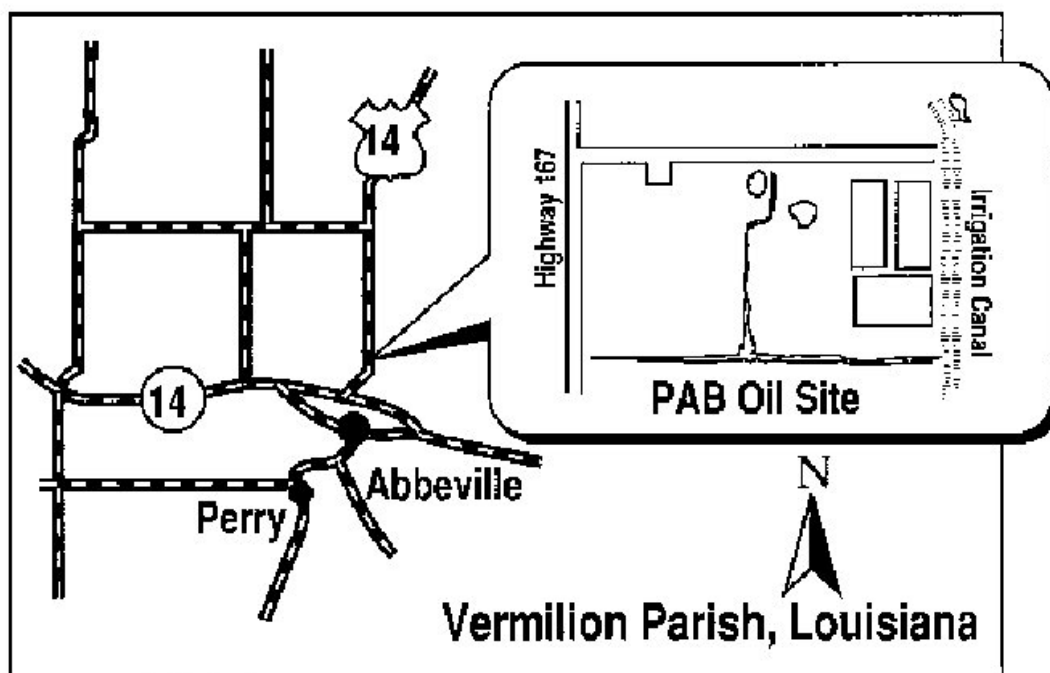 14
Highway 167
Irrigation Canal
PAB Oil Site
14
Abbeville
Perry
N
Vermilion Parish, Louisiana